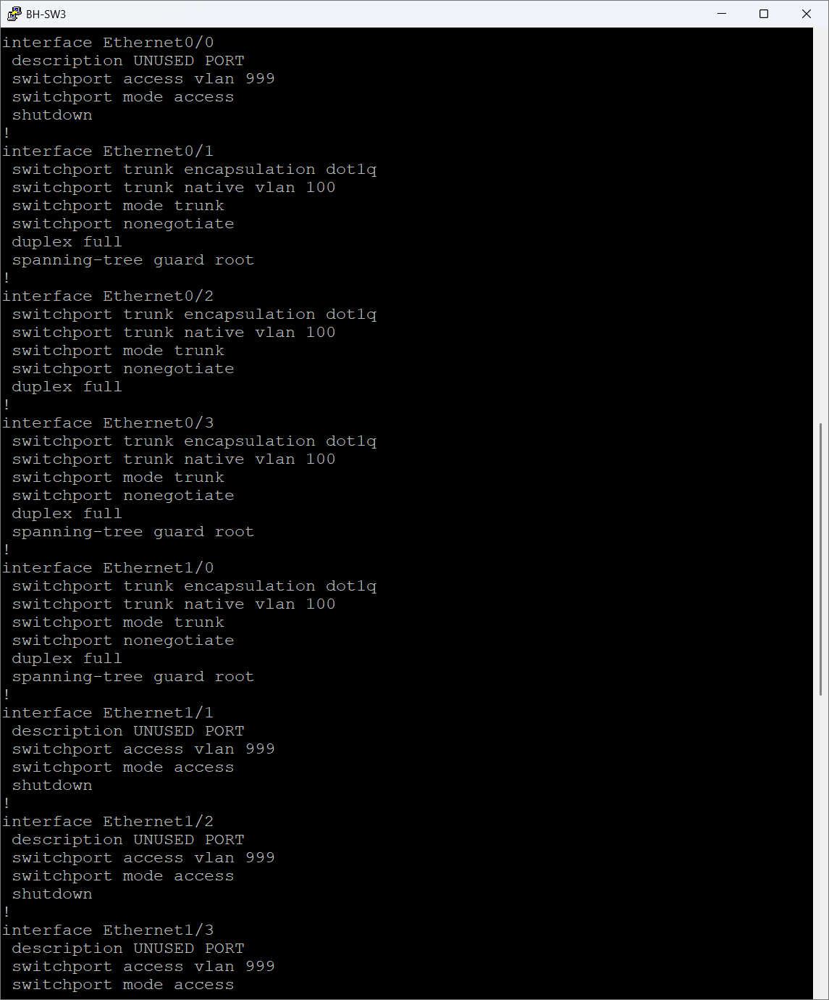 BH-SW3
interface Ethernet0/0
 description UNUSED PORT
 switchport access vlan 999
 switchport mode access
 shutdown
!
interface Ethernet0/1
 switchport trunk encapsulation dot1q
 switchport trunk native vlan 100
 switchport mode trunk
 switchport nonegotiate
 duplex full
 spanning-tree guard root
!
interface Ethernet0/2
 switchport trunk encapsulation dot1q
 switchport trunk native vlan 100
 switchport mode trunk
 switchport nonegotiate
 duplex full
!
interface Ethernet0/3
 switchport trunk encapsulation dot1q
 switchport trunk native vlan 100
 switchport mode trunk
 switchport nonegotiate
 duplex full
 spanning-tree guard root
!
interface Ethernet1/0
 switchport trunk encapsulation dot1q
 switchport trunk native vlan 100
 switchport mode trunk
 switchport nonegotiate
 duplex full
 spanning-tree guard root
!
interface Ethernet1/1
 description UNUSED PORT
 switchport access vlan 999
 switchport mode access
 shutdown
!
interface Ethernet1/2
 description UNUSED PORT
 switchport access vlan 999
 switchport mode access
 shutdown
!
interface Ethernet1/3
 description UNUSED PORT
 switchport access vlan 999
 switchport mode access